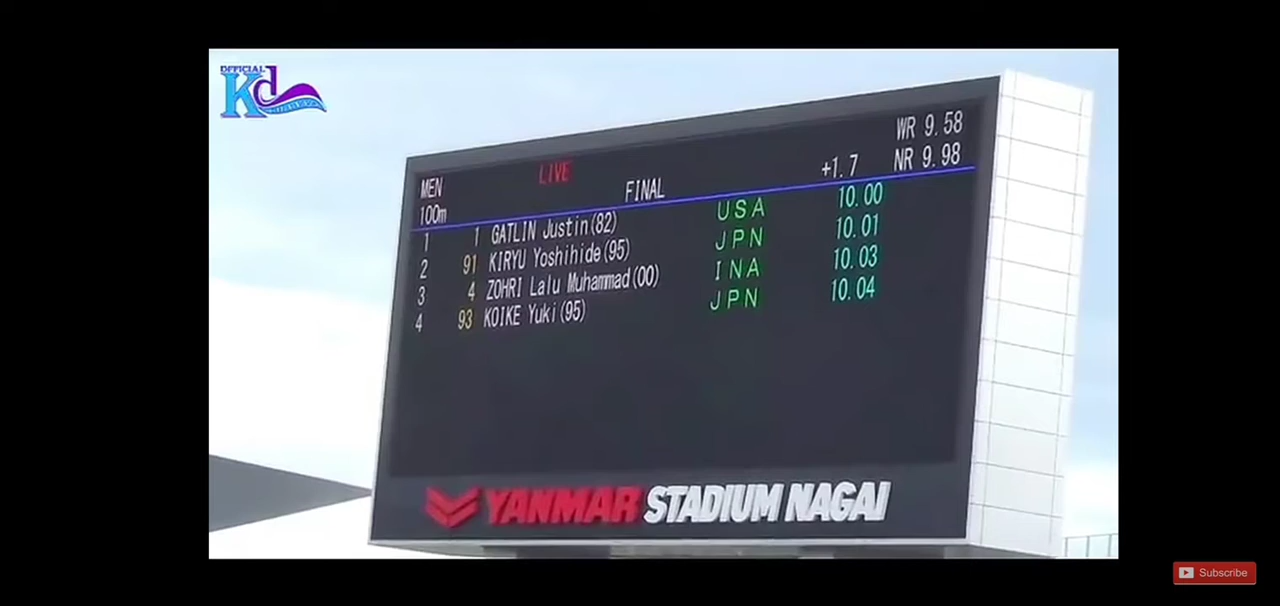 OFFICIAL
Kd
WR 9.58
MEN LIVE +1.7 NR 9.98
100m FINAL
1 1 GATLIN Justin(82) USA 10.00
2 91 KIRYU Yoshihide(95) JPN 10.01
3 4 ZOHRI Lalu Muhammad(00) INA 10.03
4 93 KOIKE Yuki(95) JPN 10.04
YANMAR STADIUM NAGAI
Subscribe